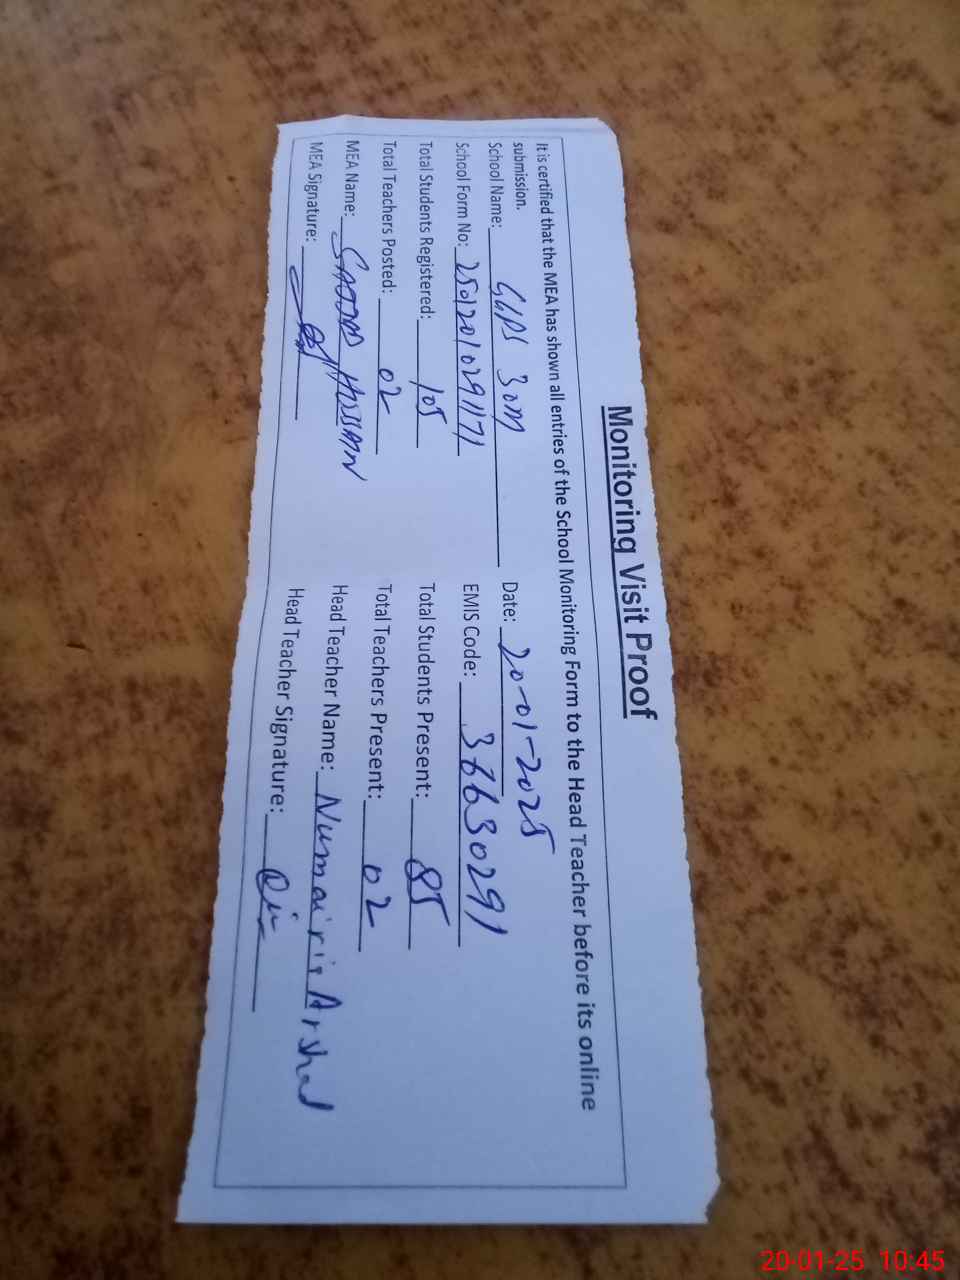 Monitoring Visit Proof
It is certified that the MEA has shown all entries of the School Monitoring Form to the Head Teacher before its online
submission.
School Name: Date: 20-01-2025
School Form No: 25012010291171 EMIS Code: 36630291
Total Students Registered: 105 Total Students Present: 85
Total Teachers Posted: 02 Total Teachers Present: 02
MEA Name: HUSSAIN Head Teacher Name: Arshad
MEA Signature: Head Teacher Signature:
20-01-25 10:45